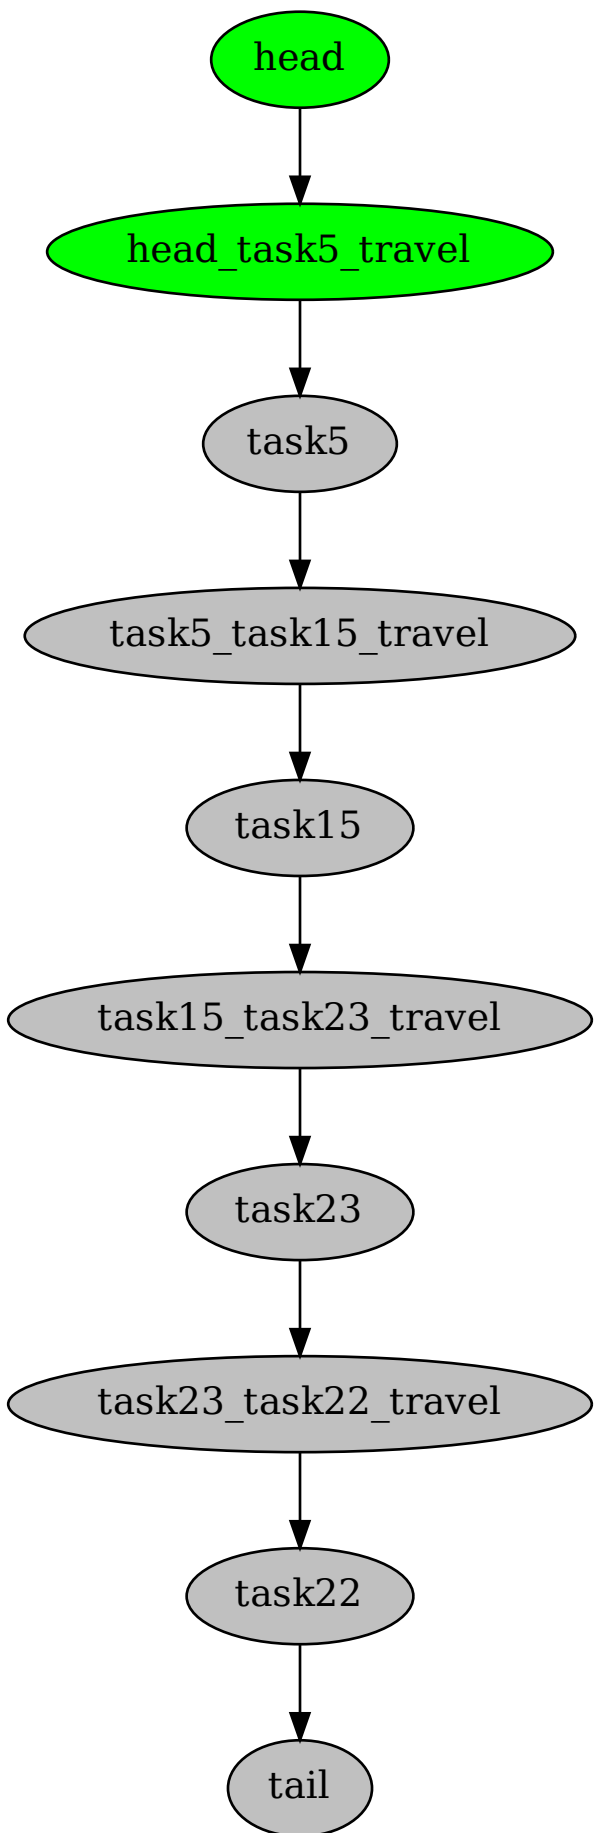 head
head_task5_travel
task5
task5_task15_travel
task15
task15_task23_travel
task23
task23_task22_travel
task22
tail